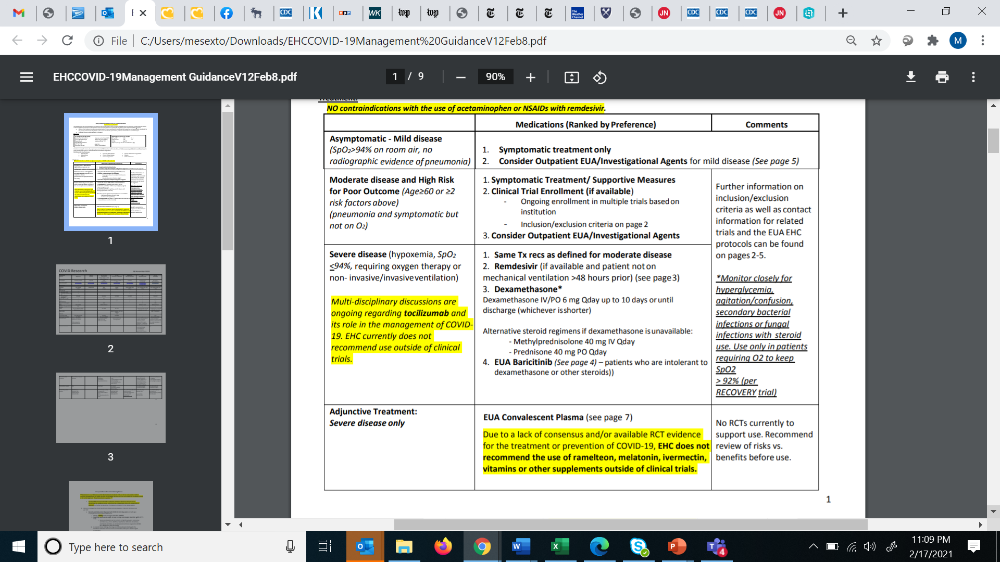 CDC
K
npr
WK
wp
wp
The Weather Channel
JN
CDC
CDC
CDC
JN
File
C:/Users/mesexto/Downloads/EHCCOVID-19Management%20GuidanceV12Feb8.pdf
M
EHCCOVID-19Management GuidanceV12Feb8.pdf
1 / 9
90%
1
COVID Research
2
3
Treatment:
NO contraindications with the use of acetaminophen or NSAIDs with remdesivir.
Medications (Ranked by Preference)
Comments
Asymptomatic - Mild disease
(SpO2>94% on room air, no
radiographic evidence of pneumonia)
1. Symptomatic treatment only
2. Consider Outpatient EUA/Investigational Agents for mild disease (See page 5)
Moderate disease and High Risk
for Poor Outcome (Age≥60 or ≥2
risk factors above)
(pneumonia and symptomatic but
not on O2)
1. Symptomatic Treatment/ Supportive Measures
2. Clinical Trial Enrollment (if available)
- Ongoing enrollment in multiple trials based on
institution
- Inclusion/exclusion criteria on page 2
3. Consider Outpatient EUA/Investigational Agents
Further information on
inclusion/exclusion
criteria as well as contact
information for related
trials and the EUA EHC
protocols can be found
on pages 2-5.
*Monitor closely for
hyperglycemia,
agitation/confusion,
secondary bacterial
infections or fungal
infections with steroid
use. Use only in patients
requiring O2 to keep
SpO2
> 92% (per
RECOVERY trial)
Severe disease (hypoxemia, SpO2
<94%, requiring oxygen therapy or
non- invasive/invasive ventilation)
Multi-disciplinary discussions are
ongoing regarding tocilizumab and
its role in the management of COVID-
19. EHC currently does not
recommend use outside of clinical
trials.
1. Same Tx recs as defined for moderate disease
2. Remdesivir (if available and patient not on
mechanical ventilation >48 hours prior) (see page 3)
3. Dexamethasone*
Dexamethasone IV/PO 6 mg Qday up to 10 days or until
discharge (whichever is shorter)
Alternative steroid regimens if dexamethasone is unavailable:
- Methylprednisolone 40 mg IV Qday
- Prednisone 40 mg PO Qday
4. EUA Baricitinib (See page 4) – patients who are intolerant to
dexamethasone or other steroids))
Adjunctive Treatment:
Severe disease only
EUA Convalescent Plasma (see page 7)
Due to a lack of consensus and/or available RCT evidence
for the treatment or prevention of COVID-19, EHC does not
recommend the use of ramelteon, melatonin, ivermectin,
vitamins or other supplements outside of clinical trials.
No RCTs currently to
support use. Recommend
review of risks vs.
benefits before use.
1
Type here to search
4
11:09 PM
2/17/2021